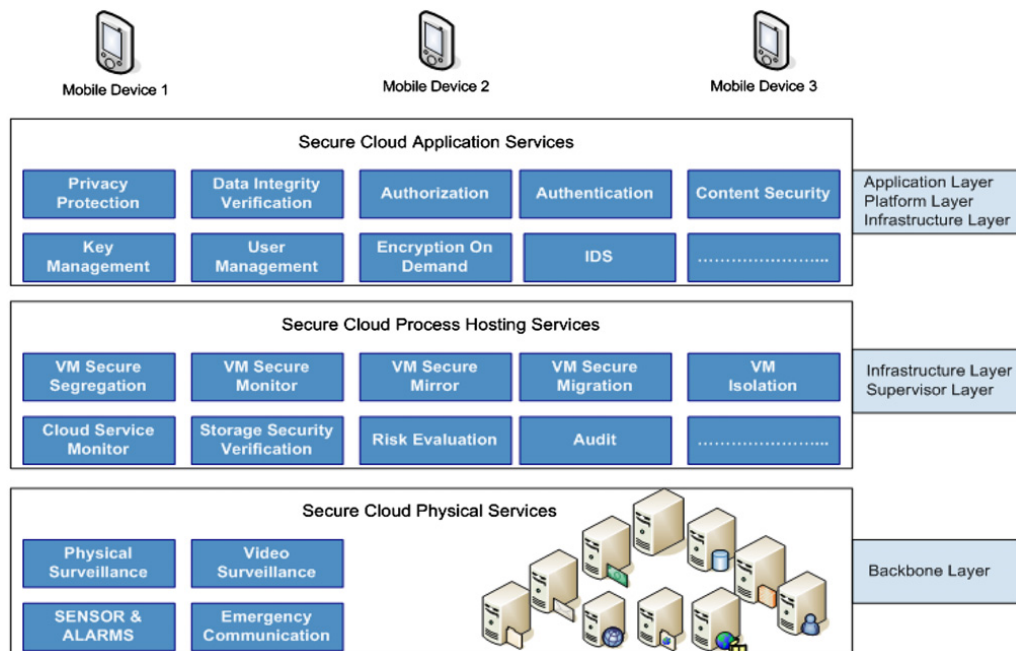 Mobile Device 1
Mobile Device 2
Mobile Device 3
Secure Cloud Application Services
Privacy
Protection
Data Integrity
Verification
Authorization
Authentication
Content Security
Key
Management
User
Management
Encryption On
Demand
IDS
…………………...
Application Layer
Platform Layer
Infrastructure Layer
Secure Cloud Process Hosting Services
VM Secure
Segregation
VM Secure
Monitor
VM Secure
Mirror
VM Secure
Migration
VM
Isolation
Cloud Service
Monitor
Storage Security
Verification
Risk Evaluation
Audit
…………………...
Infrastructure Layer
Supervisor Layer
Secure Cloud Physical Services
Physical
Surveillance
Video
Surveillance
SENSOR &
ALARMS
Emergency
Communication
Backbone Layer